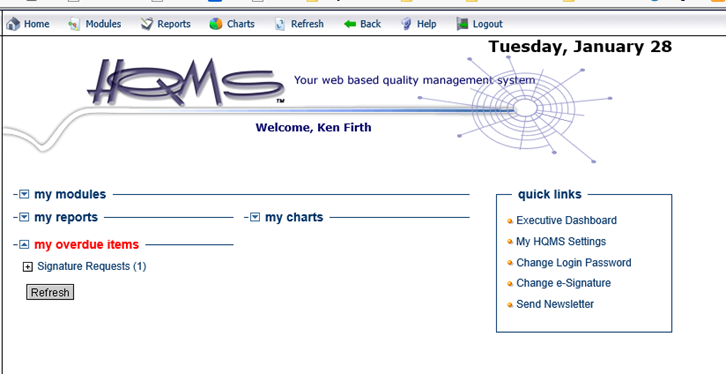 Home Modules Reports Charts Refresh Back Help Logout
Tuesday, January 28
HQMS™
Your web based quality management system
Welcome, Ken Firth
my modules
my reports
my charts
my overdue items
Signature Requests (1)
Refresh
quick links
Executive Dashboard
My HQMS Settings
Change Login Password
Change e-Signature
Send Newsletter